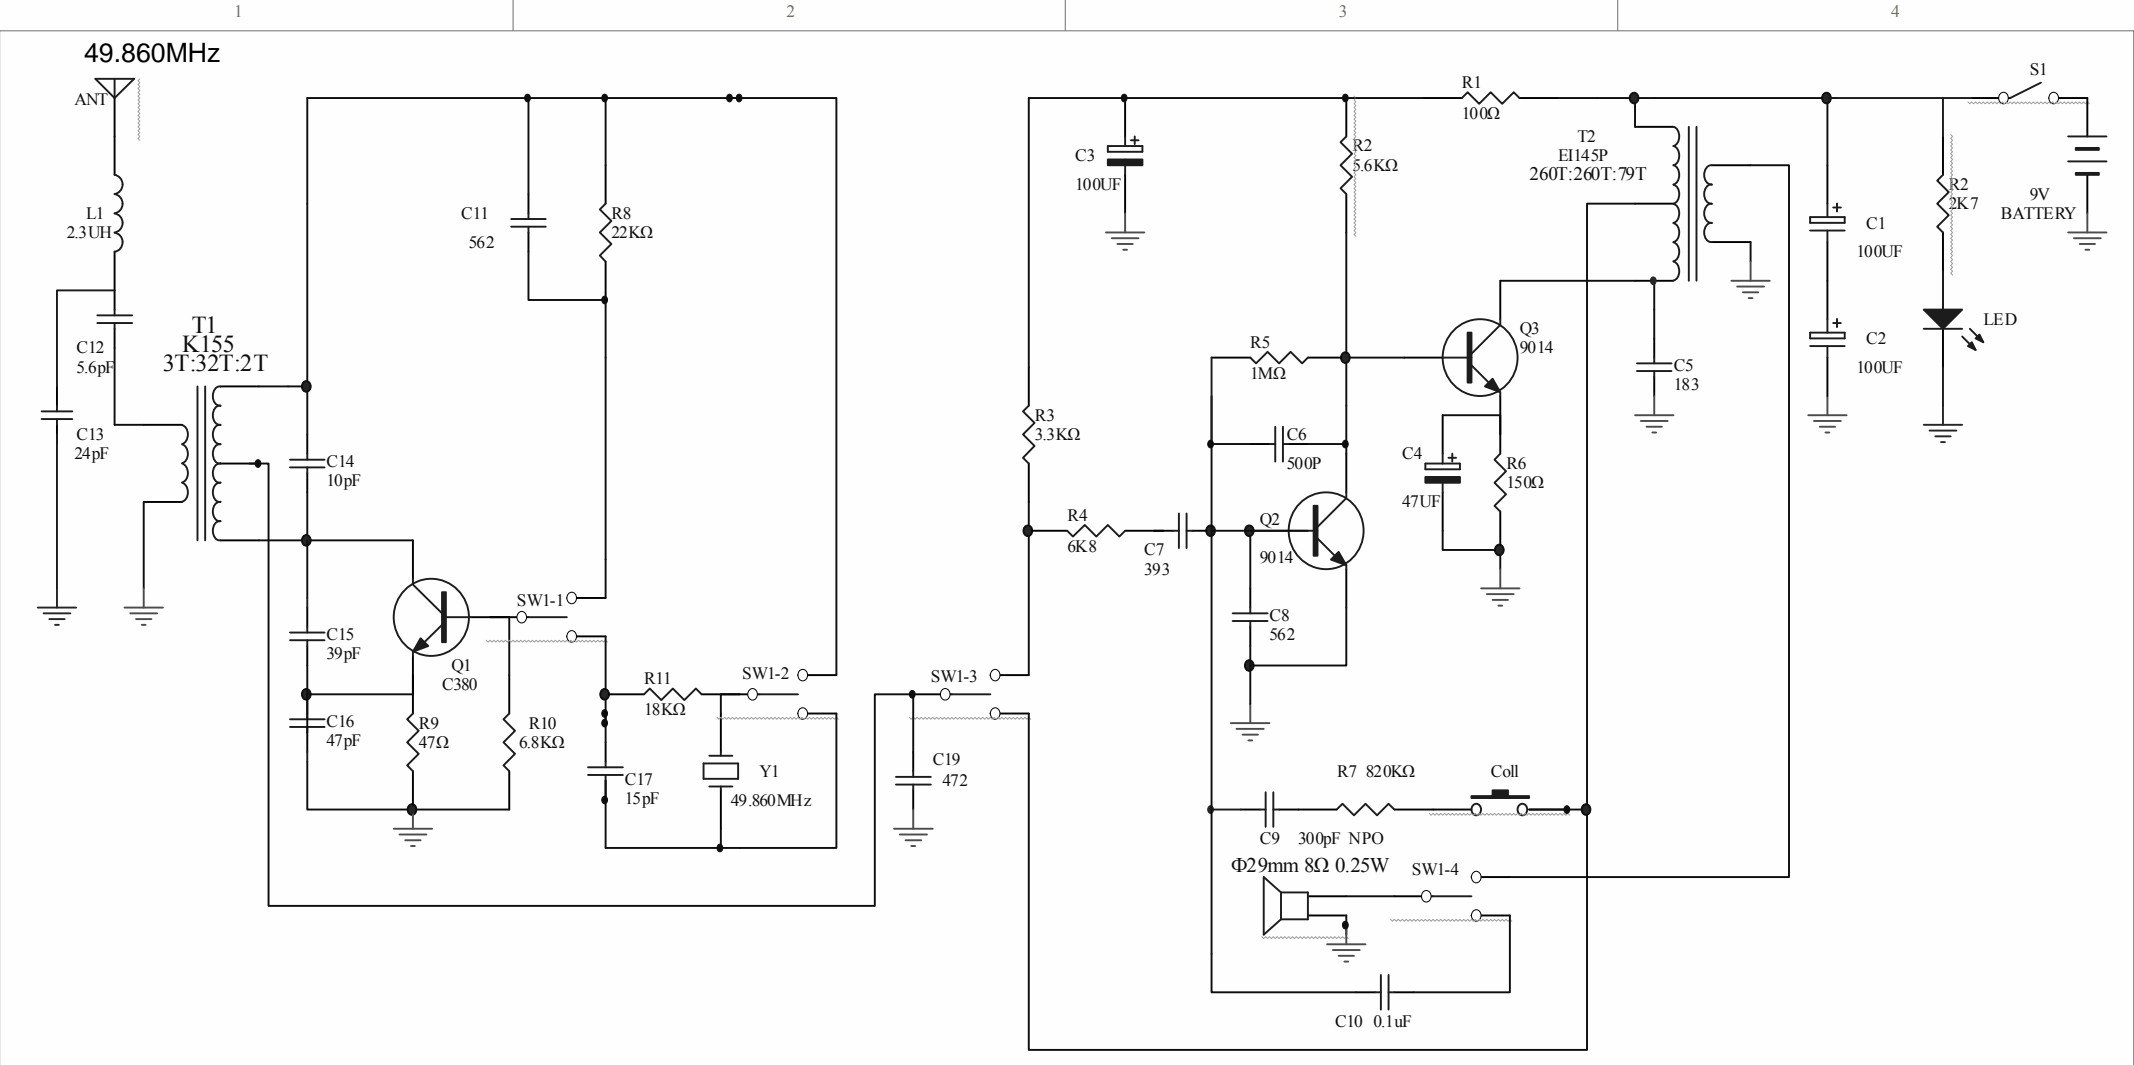 1 2 3 4
49.860MHz
ANT
L1
2.3UH
C12
5.6pF
C13
24pF
T1
K155
3T:32T:2T
C14
10pF
C15
39pF
C16
47pF
C11
562
R8
22KΩ
SW1-1
Q1
C380
R9
47Ω
R10
6.8KΩ
R11
18KΩ
SW1-2
C17
15pF
Y1
49.860MHz
SW1-3
C19
472
C3
100UF
R1
100Ω
R2
5.6KΩ
R3
3.3KΩ
R4
6K8
C7
393
R5
1MΩ
C6
500P
Q2
9014
C8
562
Q3
9014
C4
47UF
R6
150Ω
T2
EI145P
260T:260T:79T
C5
183
C1
100UF
C2
100UF
S1
R2
2K7
9V
BATTERY
LED
R7 820KΩ
Coll
C9 300pF NPO
Φ29mm 8Ω 0.25W
SW1-4
C10 0.1uF